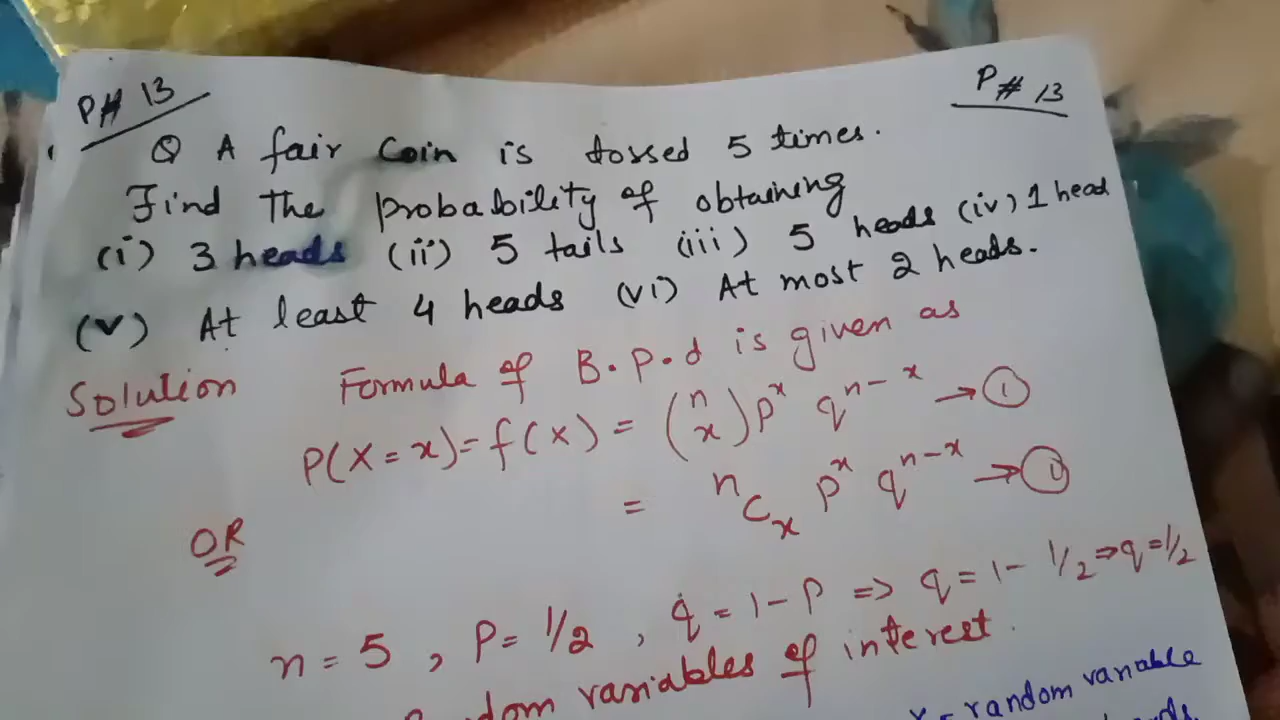 P# 13
P# 13
Q A fair Coin is tossed 5 times.
Find the probability of obtaining
(i) 3 heads (ii) 5 tails (iii) 5 heads (iv) 1 head
(v) At least 4 heads (vi) At most 2 heads.
Solution Formula of B.p.d is given as
P(X=x)=f(x) = (n x) p^x q^{n-x} → ①
OR
= ^nC_x p^x q^{n-x} →
n = 5, P = 1/2, q = 1-P => q = 1- 1/2 => q = 1/2
variables of interest.
random variable